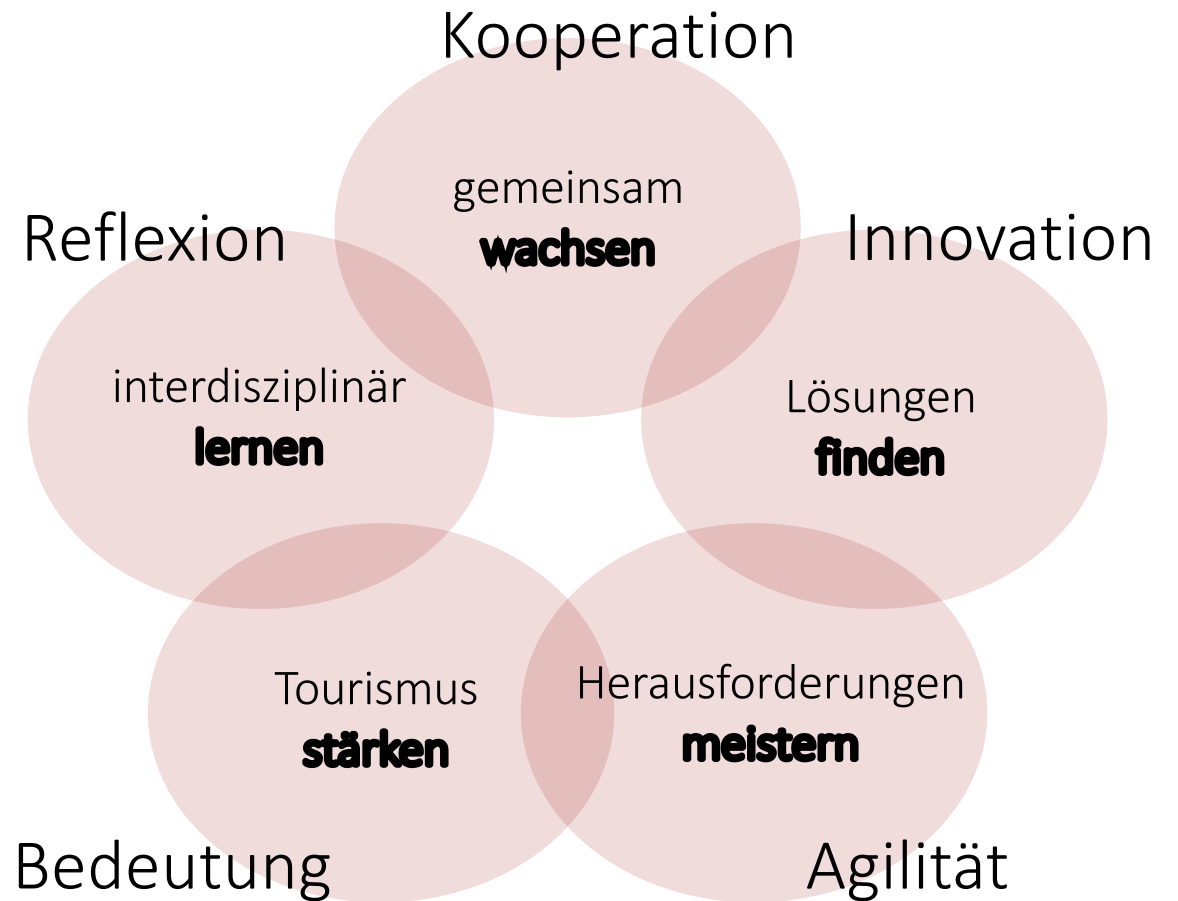 Kooperation
gemeinsam
wachsen
Reflexion
interdisziplinär
lernen
Innovation
Lösungen
finden
Tourismus
stärken
Bedeutung
Herausforderungen
meistern
Agilität